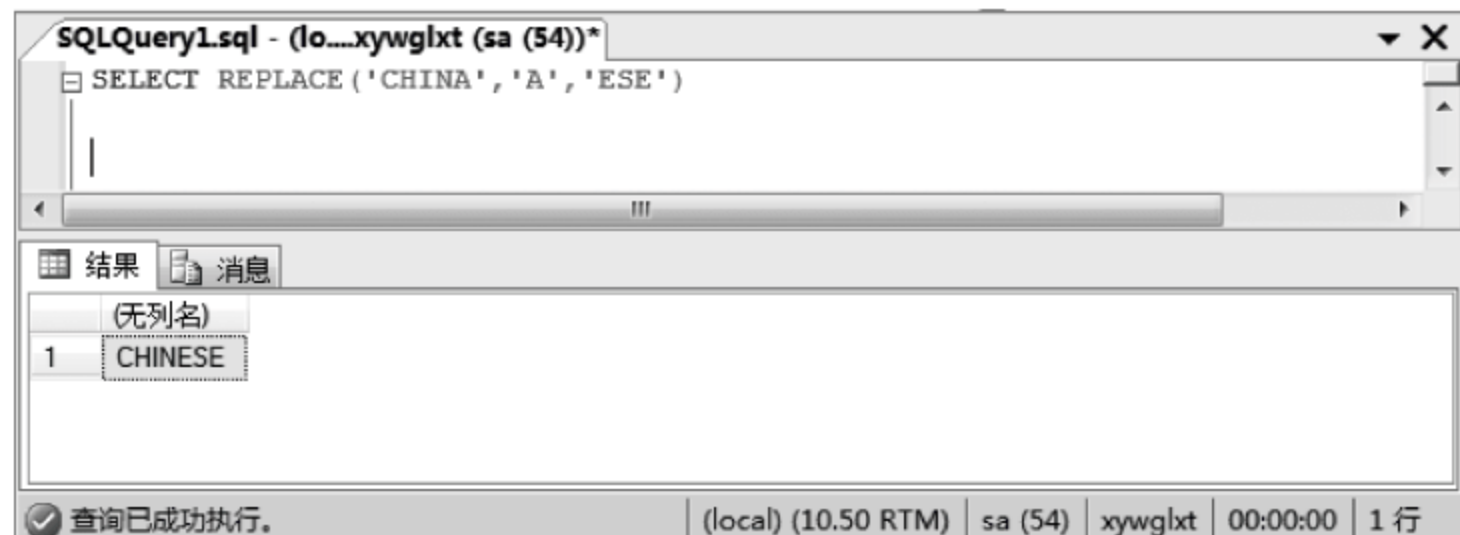 SQLQuery1.sql - (lo....xywglxt (sa (54))*
SELECT REPLACE('CHINA','A','ESE')
结果 消息
(无列名)
1 CHINESE
查询已成功执行。 (local) (10.50 RTM) sa (54) xywglxt 00:00:00 1 行